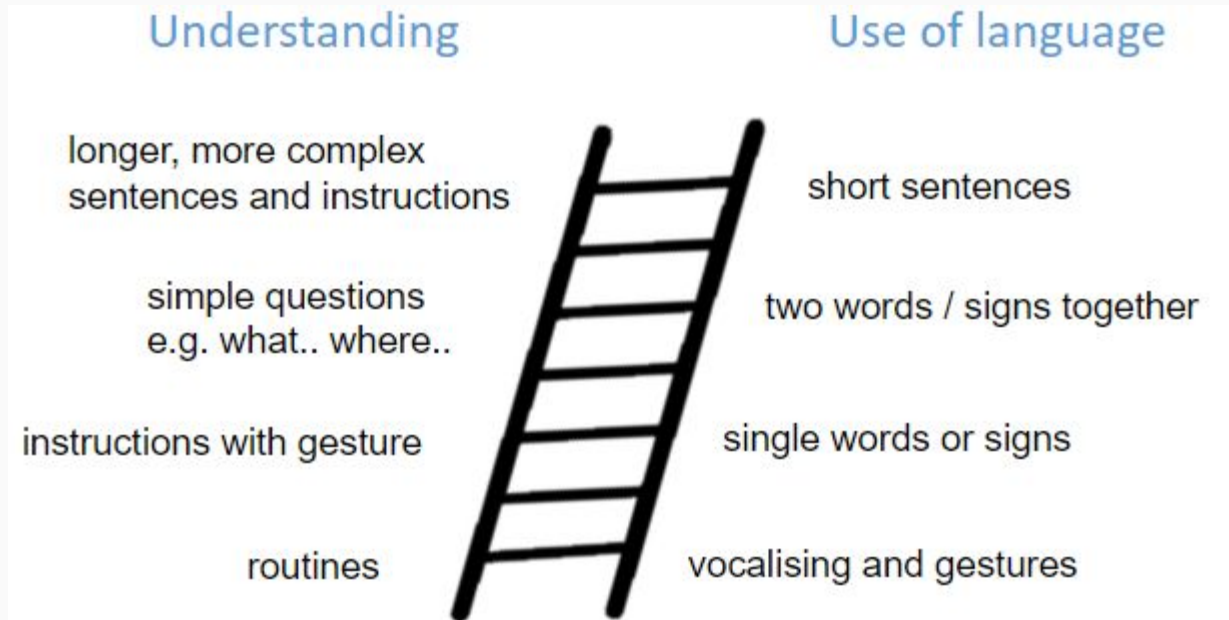 Understanding
Use of language
longer, more complex
sentences and instructions
short sentences
simple questions
e.g. what.. where..
two words / signs together
instructions with gesture
single words or signs
routines
vocalising and gestures